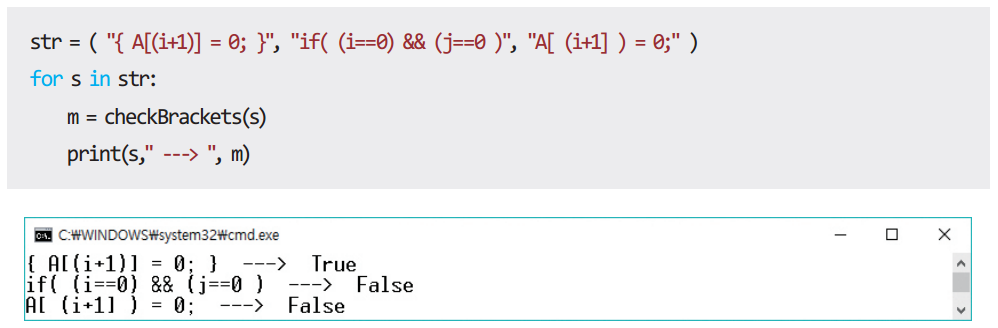 str = ( "{ A[(i+1)] = 0; }", "if( (i==0) && (j==0 )", "A[ (i+1] ) = 0;" )
for s in str:
m = checkBrackets(s)
print(s," ---> ", m)
C:₩WINDOWS₩system32₩cmd.exe
{ A[(i+1)] = 0; }  --->  True
if( (i==0) && (j==0 )  --->  False
A[ (i+1] ) = 0;  --->  False